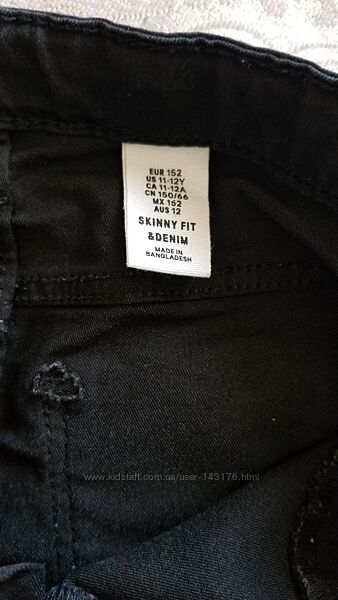 EUR 152
US 11-12Y
CA 11-12A
CN 150/66
MX 152
AUS 12
SKINNY FIT
&DENIM
MADE IN
BANGLADESH
www.kidstaff.com.ua/user-143176.html